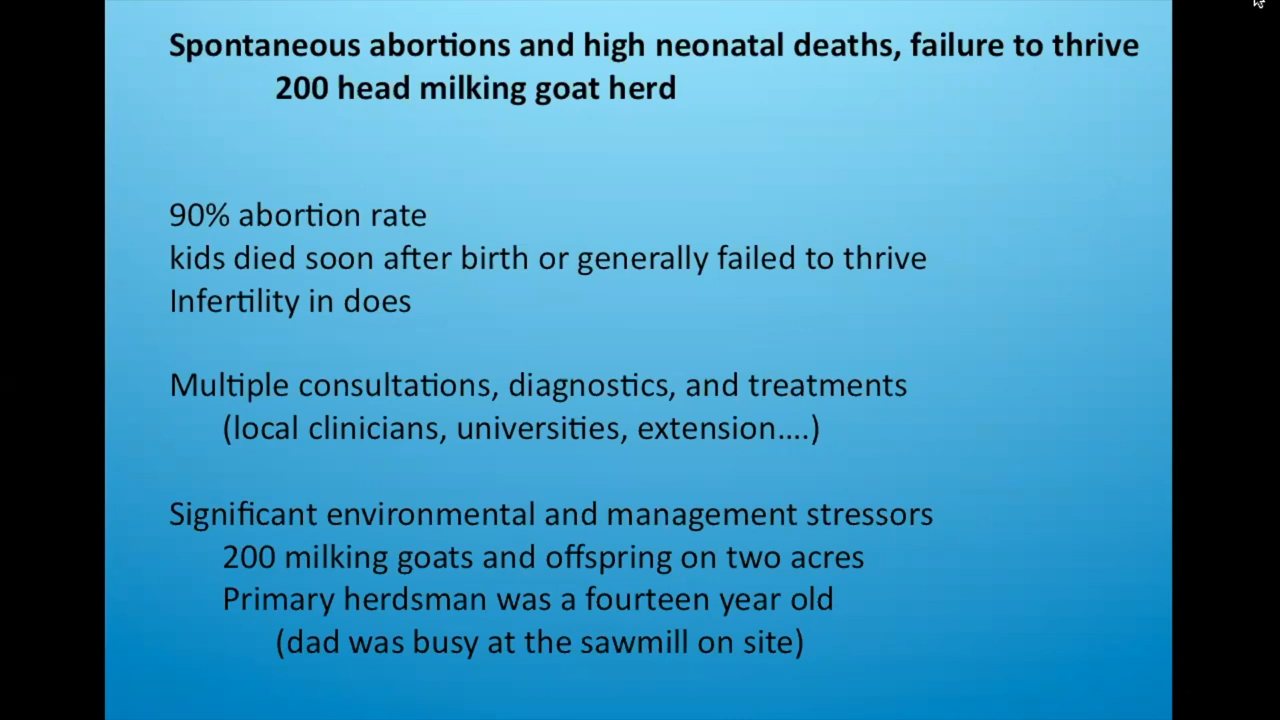 Spontaneous abortions and high neonatal deaths, failure to thrive
200 head milking goat herd
90% abortion rate
kids died soon after birth or generally failed to thrive
Infertility in does
Multiple consultations, diagnostics, and treatments
(local clinicians, universities, extension....)
Significant environmental and management stressors
200 milking goats and offspring on two acres
Primary herdsman was a fourteen year old
(dad was busy at the sawmill on site)